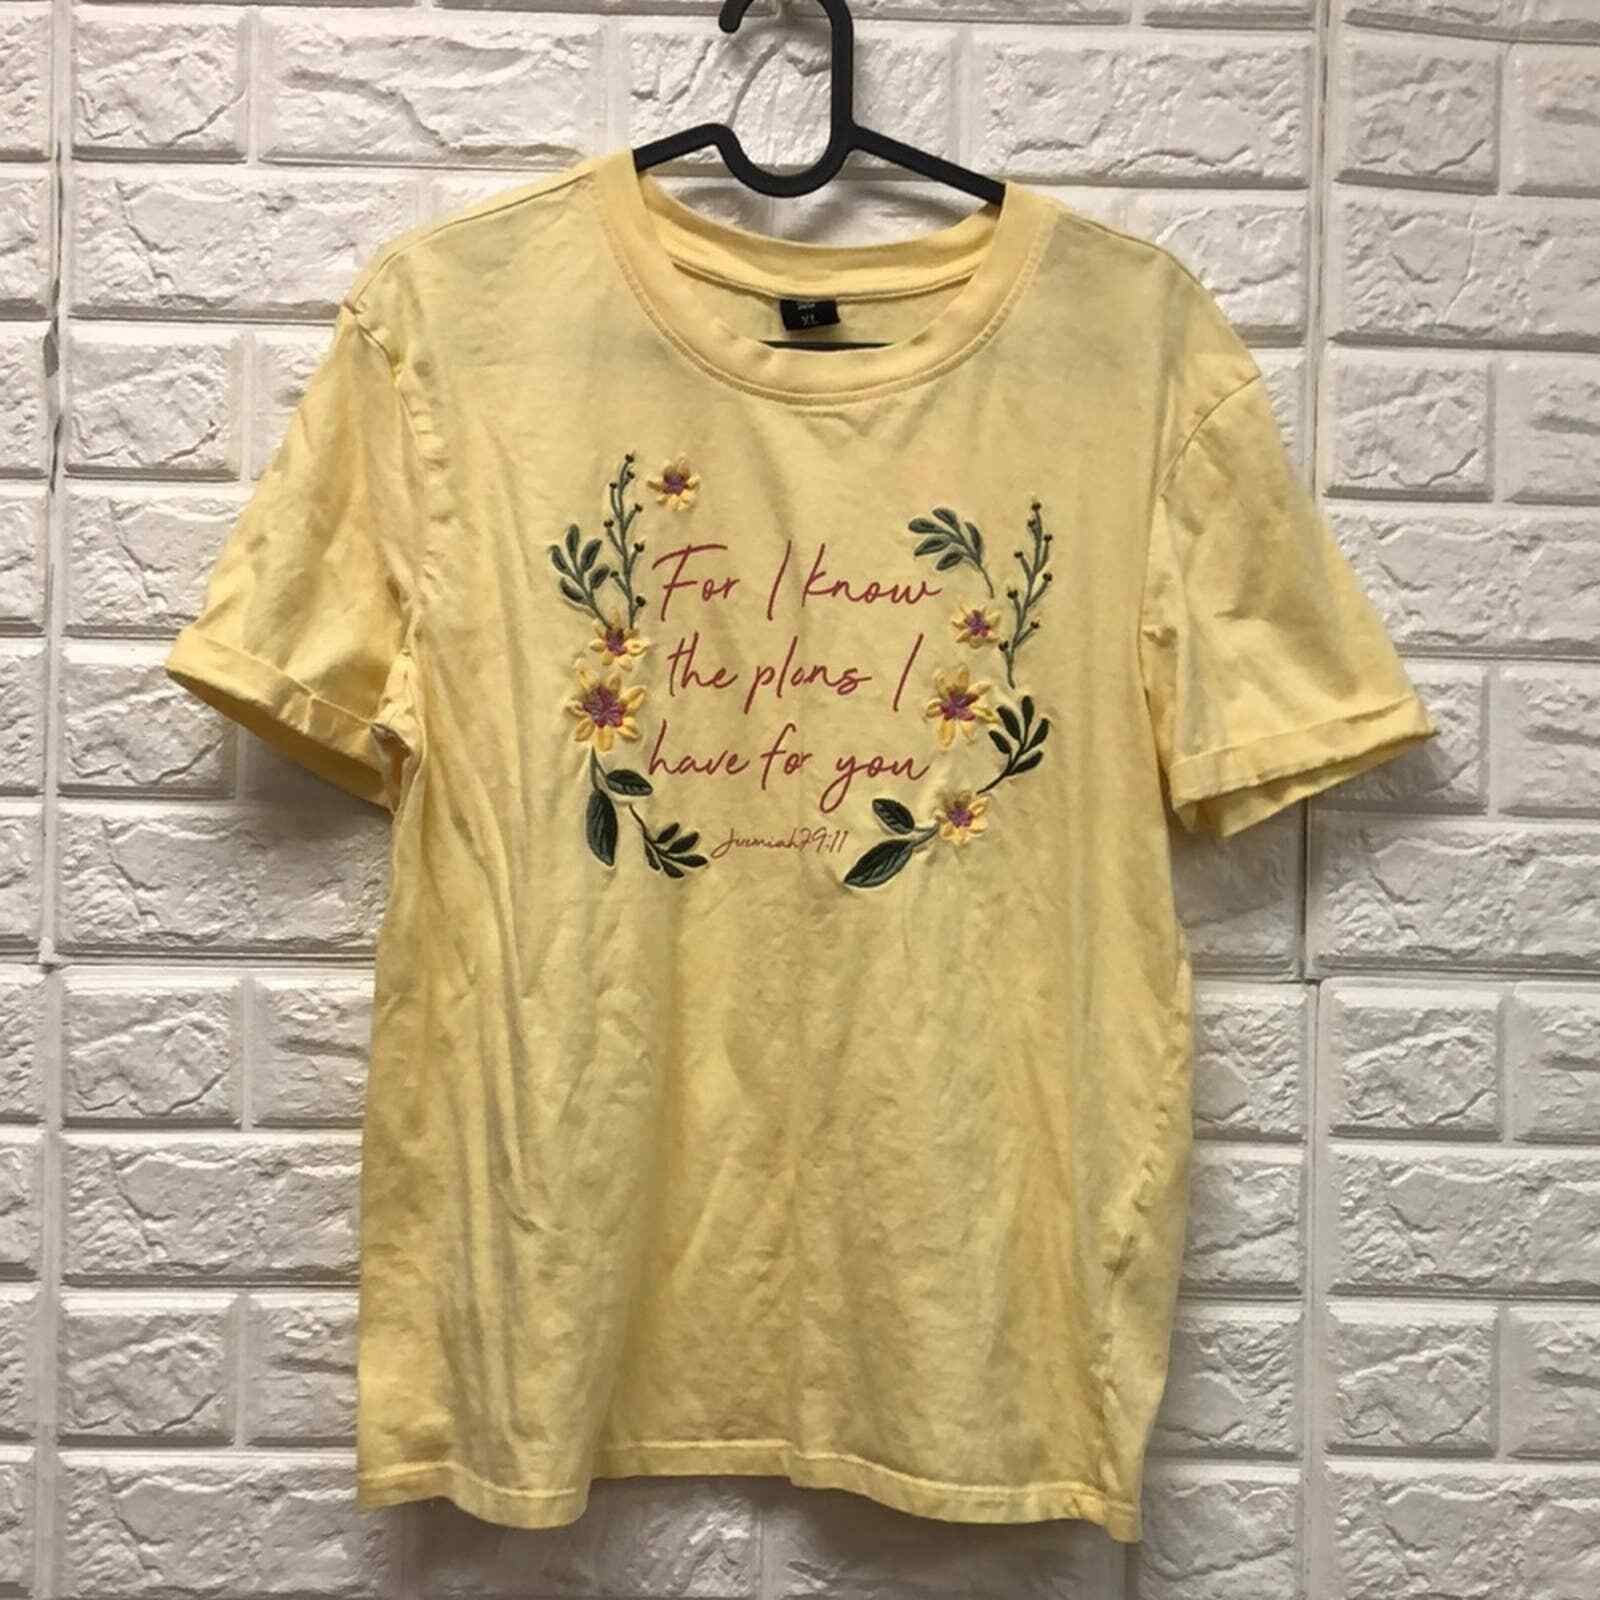 XL
For I know
the plans I
have for you
Jeremiah 29:11